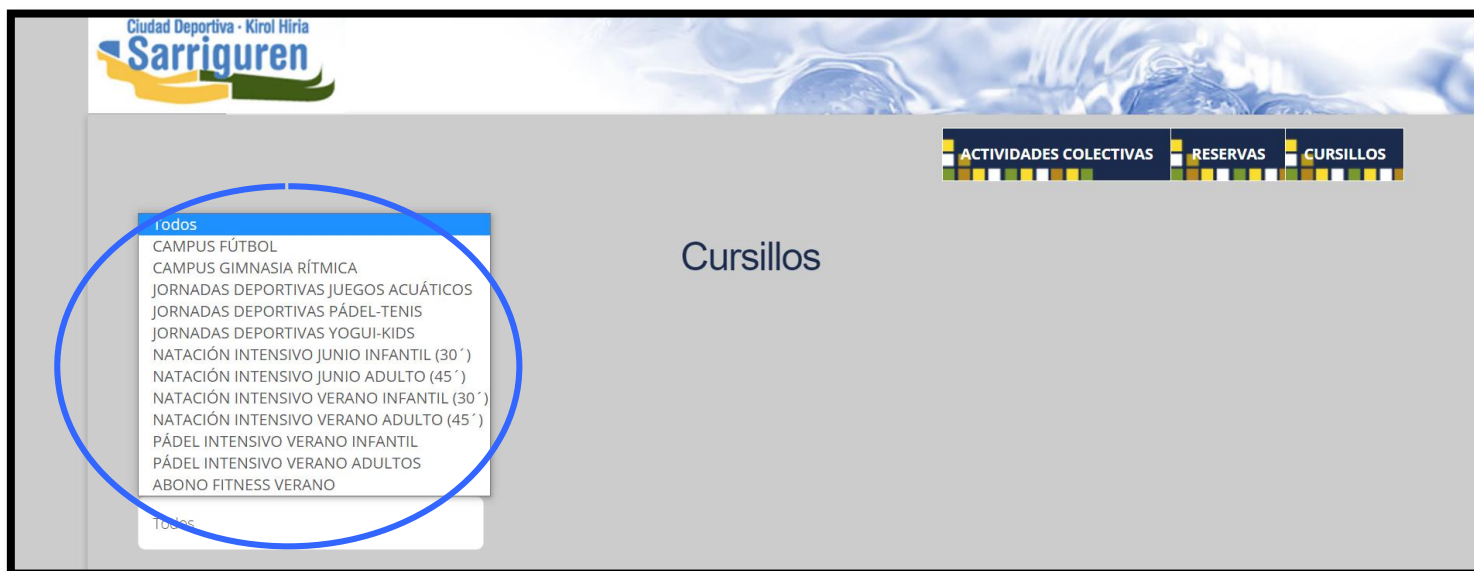 Ciudad Deportiva - Kirol Hiria
Sarriguren
ACTIVIDADES COLECTIVAS
RESERVAS
CURSILLOS
Cursillos
Todos
CAMPUS FÚTBOL
CAMPUS GIMNASIA RÍTMICA
JORNADAS DEPORTIVAS JUEGOS ACUÁTICOS
JORNADAS DEPORTIVAS PÁDEL-TENIS
JORNADAS DEPORTIVAS YOGUI-KIDS
NATACIÓN INTENSIVO JUNIO INFANTIL (30´)
NATACIÓN INTENSIVO JUNIO ADULTO (45´)
NATACIÓN INTENSIVO VERANO INFANTIL (30´)
NATACIÓN INTENSIVO VERANO ADULTO (45´)
PÁDEL INTENSIVO VERANO INFANTIL
PÁDEL INTENSIVO VERANO ADULTOS
ABONO FITNESS VERANO
Todos